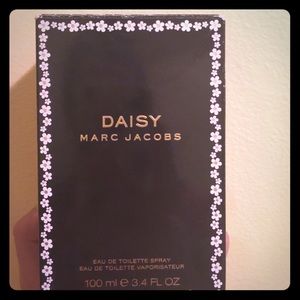 DAISY
MARC JACOBS
EAU DE TOILETTE SPRAY
EAU DE TOILETTE VAPORISATEUR
100 ml e 3.4 FL OZ